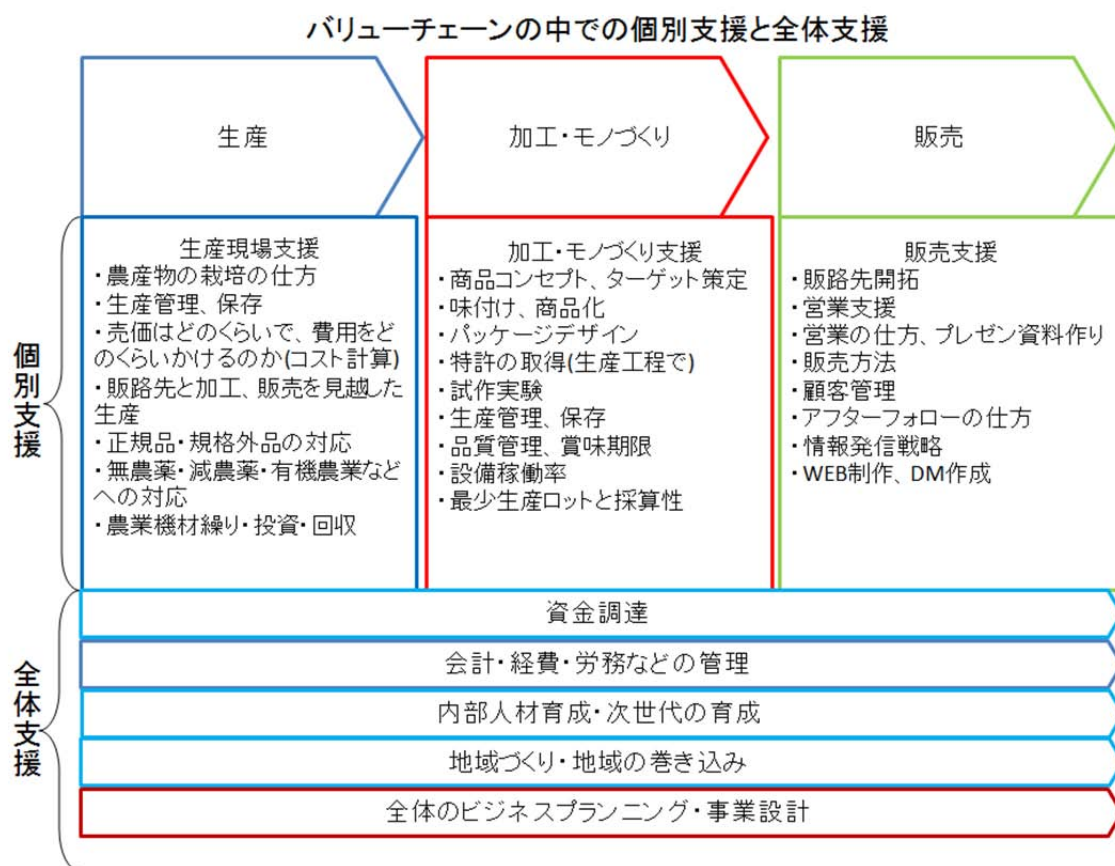 バリューチェーンの中での個別支援と全体支援
生産
加工・モノづくり
販売
個別支援
生産現場支援
・農産物の栽培の仕方
・生産管理、保存
・売価はどのくらいで、費用をど
のくらいかけるのか(コスト計算)
・販路先と加工、販売を見越した
生産
・正規品・規格外品の対応
・無農薬・減農薬・有機農業など
への対応
・農業機材繰り・投資・回収
加工・モノづくり支援
・商品コンセプト、ターゲット策定
・味付け、商品化
・パッケージデザイン
・特許の取得(生産工程で)
・試作実験
・生産管理、保存
・品質管理、賞味期限
・設備稼働率
・最少生産ロットと採算性
販売支援
・販路先開拓
・営業支援
・営業の仕方、プレゼン資料作り
・販売方法
・顧客管理
・アフターフォローの仕方
・情報発信戦略
・WEB制作、DM作成
全体支援
資金調達
会計・経費・労務などの管理
内部人材育成・次世代の育成
地域づくり・地域の巻き込み
全体のビジネスプランニング・事業設計